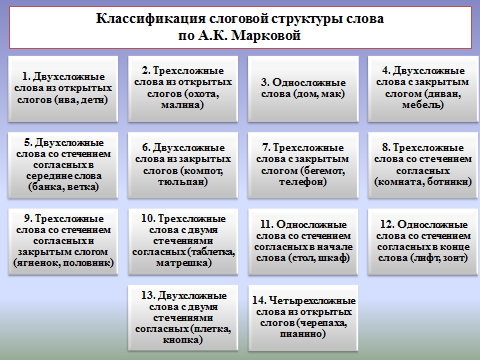 Классификация слоговой структуры слова
по А.К. Марковой
1. Двухсложные
слова из открытых
слогов (ива, дети)
2. Трехсложные
слова из открытых
слогов (охота,
малина)
3. Односложные
слова (дом, мак)
4. Двухсложные
слова с закрытым
слогом (диван,
мебель)
5. Двухсложные
слова со стечением
согласных в
середине слова
(банка, ветка)
6. Двухсложные
слова из закрытых
слогов (компот,
тюльпан)
7. Трехсложные
слова с закрытым
слогом (бегемот,
телефон)
8. Трехсложные
слова со стечением
согласных
(комната, ботинки)
9. Трехсложные
слова со стечением
согласных и
закрытым слогом
(ягненок, половник)
10. Трехсложные
слова с двумя
стечениями
согласных (таблетка,
матрешка)
11. Односложные
слова со стечением
согласных в начале
слова (стол, шкаф)
12. Односложные
слова со стечением
согласных в конце
слова (лифт, зонт)
13. Двухсложные
слова с двумя
стечениями
согласных (плетка,
кнопка)
14. Четырехсложные
слова из открытых
слогов (черепаха,
пианино)